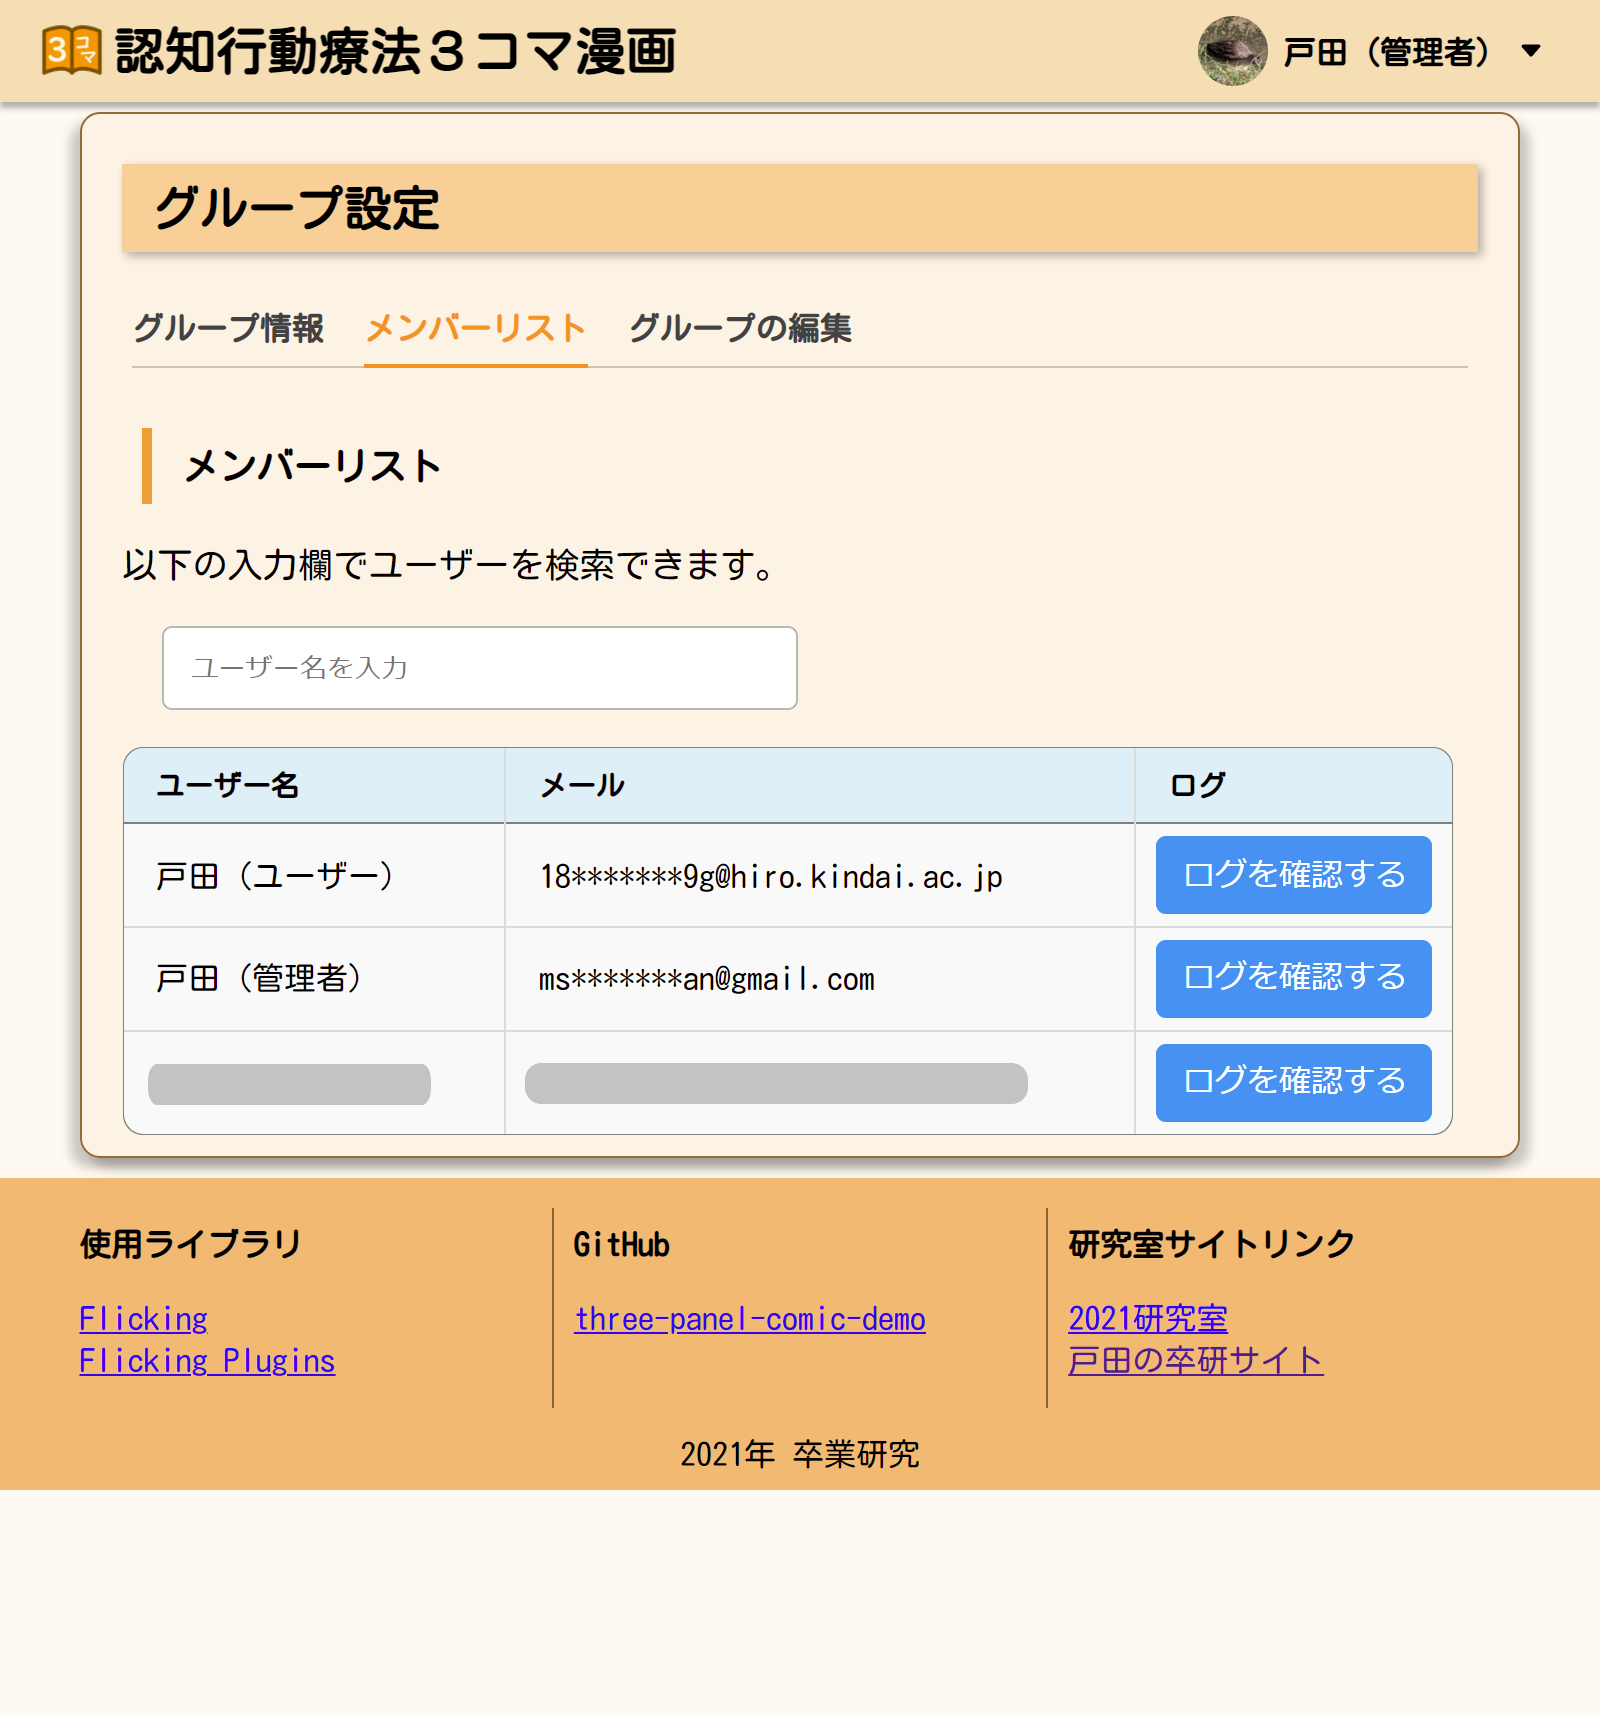 3コマ 認知行動療法３コマ漫画
戸田（管理者）
グループ設定
グループ情報 メンバーリスト グループの編集
メンバーリスト
以下の入力欄でユーザーを検索できます。
ユーザー名を入力
ユーザー名 メール ログ
戸田（ユーザー） 18*******9g@hiro.kindai.ac.jp ログを確認する
戸田（管理者） ms*******an@gmail.com ログを確認する
ログを確認する
使用ライブラリ
Flicking
Flicking Plugins
GitHub
three-panel-comic-demo
研究室サイトリンク
2021研究室
戸田の卒研サイト
2021年 卒業研究